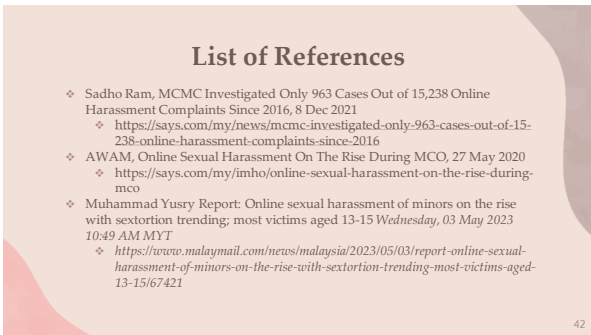 List of References
❖ Sadho Ram, MCMC Investigated Only 963 Cases Out of 15,238 Online
Harassment Complaints Since 2016, 8 Dec 2021
❖ https://says.com/my/news/mcmc-investigated-only-963-cases-out-of-15-
238-online-harassment-complaints-since-2016
❖ AWAM, Online Sexual Harassment On The Rise During MCO, 27 May 2020
❖ https://says.com/my/imho/online-sexual-harassment-on-the-rise-during-
mco
❖ Muhammad Yusry Report: Online sexual harassment of minors on the rise
with sextortion trending; most victims aged 13-15 Wednesday, 03 May 2023
10:49 AM MYT
❖ https://www.malaymail.com/news/malaysia/2023/05/03/report-online-sexual-
harassment-of-minors-on-the-rise-with-sextortion-trending-most-victims-aged-
13-15/67421
42